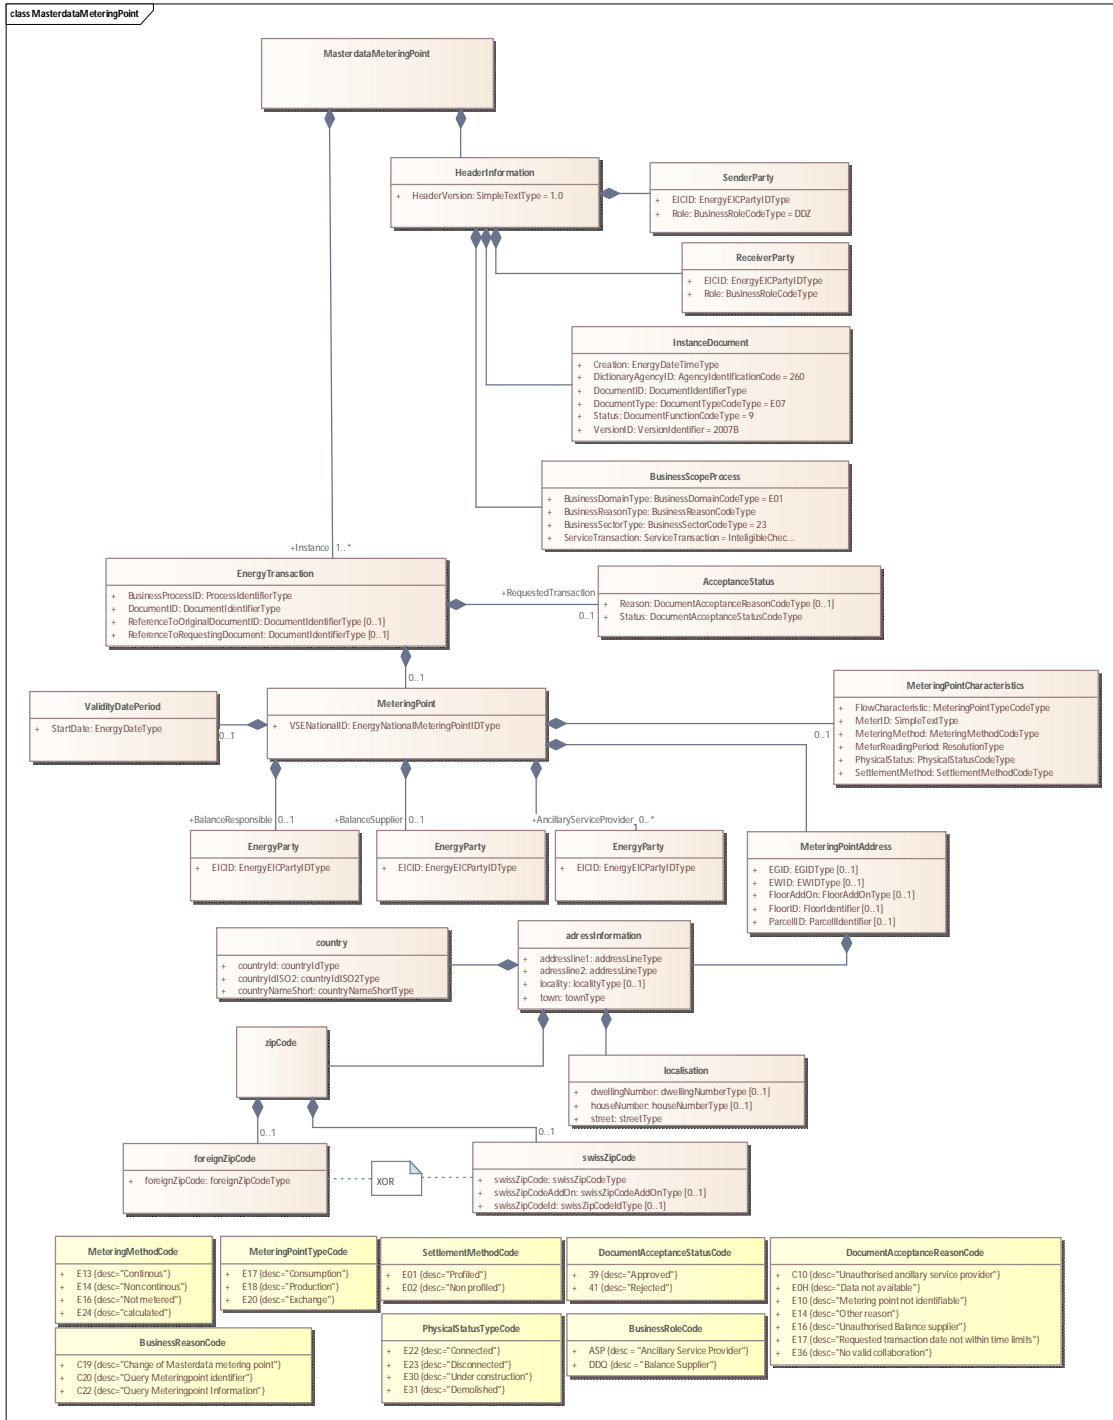 class MasterdataMeteringPoint
MasterdataMeteringPoint
HeaderInformation
+ HeaderVersion: SimpleTextType = 1.0
SenderParty
+ EICID: EnergyEICPartyIDType
+ Role: BusinessRoleCodeType = DDZ
ReceiverParty
+ EICID: EnergyEICPartyIDType
+ Role: BusinessRoleCodeType
InstanceDocument
+ Creation: EnergyDateTimeType
+ DictionaryAgencyID: AgencyIdentificationCode = 260
+ DocumentID: DocumentIdentifierType
+ DocumentType: DocumentTypeCodeType = E07
+ Status: DocumentFunctionCodeType = 9
+ VersionID: VersionIdentifier = 2007B
BusinessScopeProcess
+ BusinessDomainType: BusinessDomainCodeType = E01
+ BusinessReasonType: BusinessReasonCodeType
+ BusinessSectorType: BusinessSectorCodeType = 23
+ ServiceTransaction: ServiceTransaction = InteligibleChec...
+Instance 1..*
EnergyTransaction
+ BusinessProcessID: ProcessIdentifierType
+ DocumentID: DocumentIdentifierType
+ ReferenceToOriginalDocumentID: DocumentIdentifierType [0..1]
+ ReferenceToRequestingDocument: DocumentIdentifierType [0..1]
+RequestedTransaction
0..1
AcceptanceStatus
+ Reason: DocumentAcceptanceReasonCodeType [0..1]
+ Status: DocumentAcceptanceStatusCodeType
0..1
ValidityDatePeriod
+ StartDate: EnergyDateType
0..1
MeteringPoint
+ VSENationalID: EnergyNationalMeteringPointIDType
MeteringPointCharacteristics
+ FlowCharacteristic: MeteringPointTypeCodeType
+ MeterID: SimpleTextType
+ MeteringMethod: MeteringMethodCodeType
+ MeterReadingPeriod: ResolutionType
+ PhysicalStatus: PhysicalStatusCodeType
+ SettlementMethod: SettlementMethodCodeType
0..1
+BalanceResponsible 0..1
+BalanceSupplier 0..1
+AncillaryServiceProvider 0..*
EnergyParty
+ EICID: EnergyEICPartyIDType
EnergyParty
+ EICID: EnergyEICPartyIDType
EnergyParty
+ EICID: EnergyEICPartyIDType
MeteringPointAddress
+ EGID: EGIDType [0..1]
+ EWID: EWIDType [0..1]
+ FloorAddOn: FloorAddOnType [0..1]
+ FloorID: FloorIdentifier [0..1]
+ ParcellID: ParcellIdentifier [0..1]
country
+ countryId: countryIdType
+ countryIdISO2: countryIdISO2Type
+ countryNameShort: countryNameShortType
adressInformation
+ addressline1: addressLineType
+ adressline2: addressLineType
+ locality: localityType [0..1]
+ town: townType
zipCode
localisation
+ dwellingNumber: dwellingNumberType [0..1]
+ houseNumber: houseNumberType [0..1]
+ street: streetType
0..1
0..1
foreignZipCode
+ foreignZipCode: foreignZipCodeType
XOR
swissZipCode
+ swissZipCode: swissZipCodeType
+ swissZipCodeAddOn: swissZipCodeAddOnType [0..1]
+ swissZipCodeId: swissZipCodeIdType [0..1]
MeteringMethodCode
+ E13 {desc="Continous"}
+ E14 {desc="Noncontinous"}
+ E16 {desc="Not metered"}
+ E24 {desc="calculated"}
MeteringPointTypeCode
+ E17 {desc="Consumption"}
+ E18 {desc="Production"}
+ E20 {desc="Exchange"}
SettlementMethodCode
+ E01 {desc="Profiled"}
+ E02 {desc="Non profiled"}
DocumentAcceptanceStatusCode
+ 39 {desc="Approved"}
+ 41 {desc="Rejected"}
DocumentAcceptanceReasonCode
+ C10 {desc="Unauthorised ancillary service provider"}
+ E0H {desc="Data not available"}
+ E10 {desc="Metering point not identifiable"}
+ E14 {desc="Other reason"}
+ E16 {desc="Unauthorised Balance supplier"}
+ E17 {desc="Requested transaction date not within time limits"}
+ E36 {desc="No valid collaboration"}
BusinessReasonCode
+ C19 {desc="Change of Masterdata metering point"}
+ C20 {desc="Query Meteringpoint identifier"}
+ C22 {desc="Query Meteringpoint Information"}
PhysicalStatusTypeCode
+ E22 {desc="Connected"}
+ E23 {desc="Disconnected"}
+ E30 {desc="Under construction"}
+ E31 {desc="Demolished"}
BusinessRoleCode
+ ASP {desc = "Ancillary Service Provider"}
+ DDQ {desc = "Balance Supplier"}